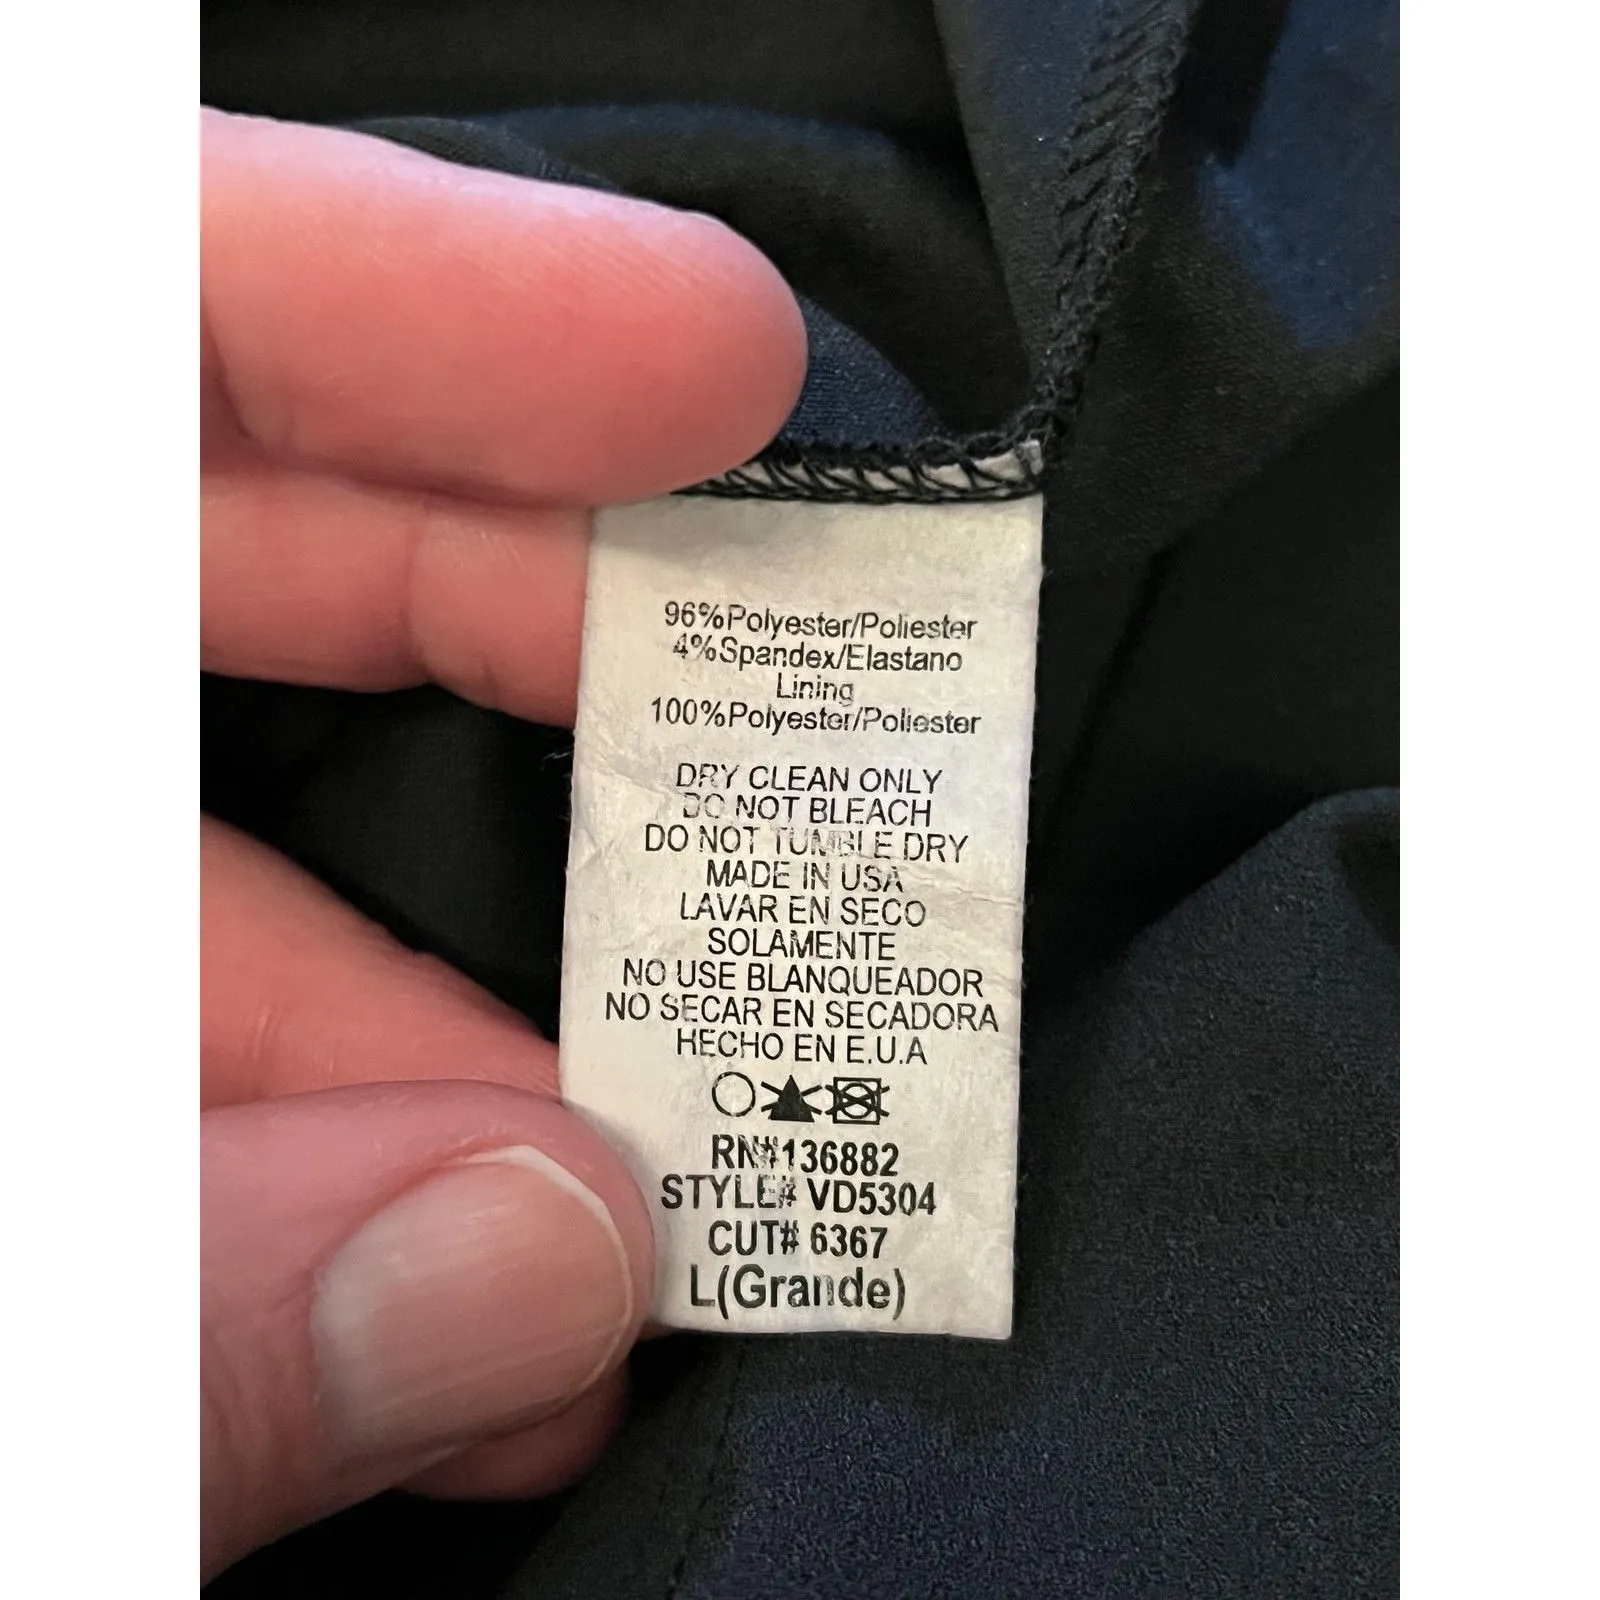 96%Polyester/Poliester
4%Spandex/Elastano
Lining
100%Polyester/Poliester
DRY CLEAN ONLY
DO NOT BLEACH
DO NOT TUMBLE DRY
MADE IN USA
LAVAR EN SECO
SOLAMENTE
NO USE BLANQUEADOR
NO SECAR EN SECADORA
HECHO EN E.U.A
RN#136882
STYLE# VD5304
CUT# 6367
L(Grande)